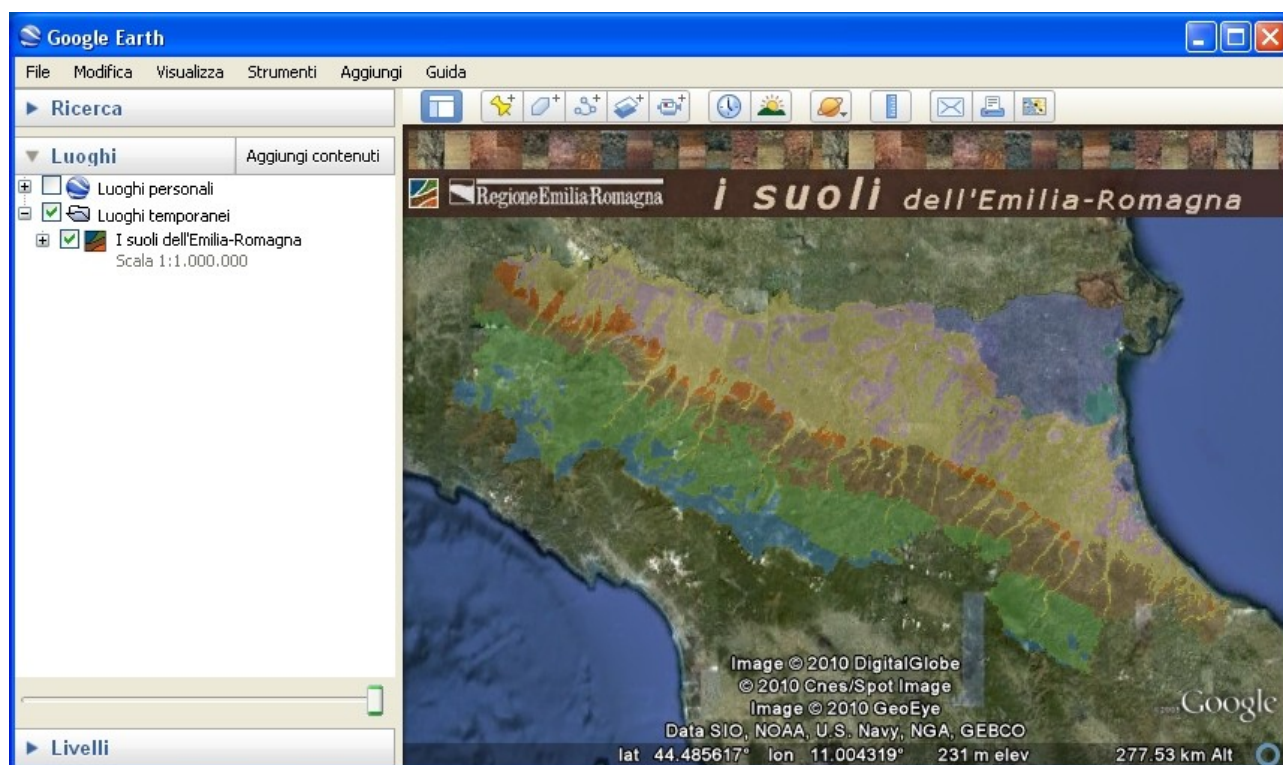 Google Earth
File Modifica Visualizza Strumenti Aggiungi Guida
Ricerca
Luoghi Aggiungi contenuti
Luoghi personali
Luoghi temporanei
I suoli dell'Emilia-Romagna
Scala 1:1.000.000
Livelli
RegioneEmiliaRomagna i suoli dell'Emilia-Romagna
Image © 2010 DigitalGlobe
© 2010 Cnes/Spot Image
Image © 2010 GeoEye
Data SIO, NOAA, U.S. Navy, NGA, GEBCO
©2009 Google
lat 44.485617° lon 11.004319° 231 m elev 277.53 km Alt